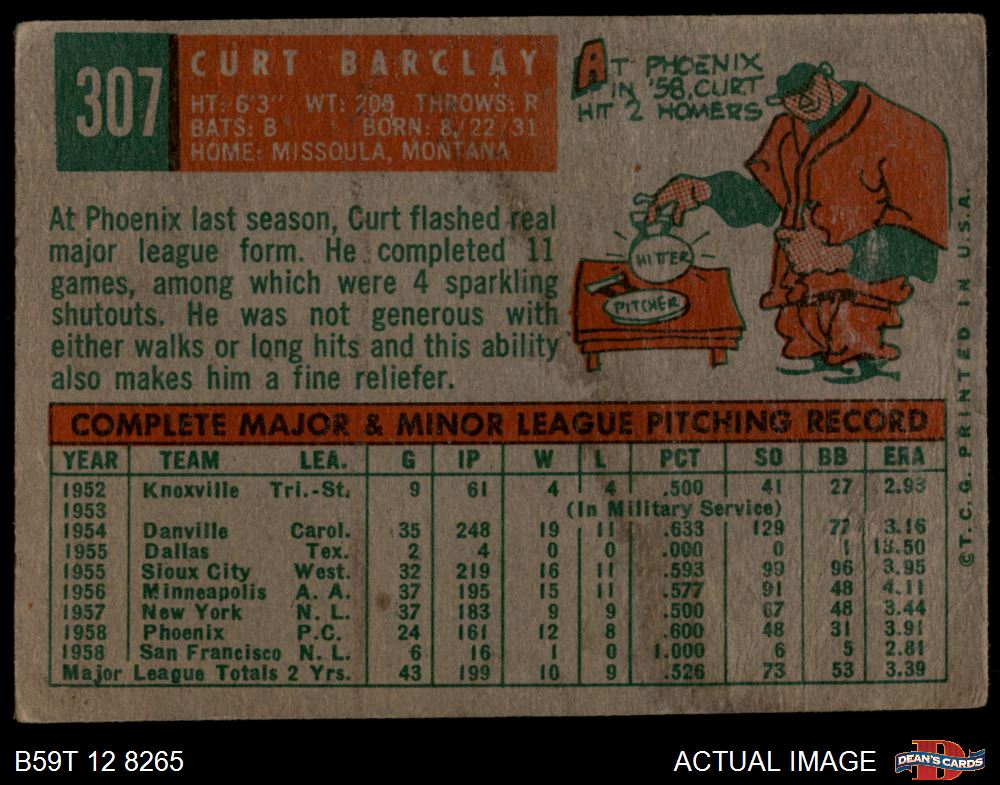 307
CURT BARCLAY
HT: 6'3" WT: 208 THROWS: R
BATS: B BORN: 8/22/31
HOME: MISSOULA, MONTANA
AT PHOENIX
IN '58, CURT
HIT 2 HOMERS
HITTER
PITCHER
At Phoenix last season, Curt flashed real
major league form. He completed 11
games, among which were 4 sparkling
shutouts. He was not generous with
either walks or long hits and this ability
also makes him a fine reliefer.
COMPLETE MAJOR & MINOR LEAGUE PITCHING RECORD
YEAR TEAM LEA. G IP W L PCT SO BB ERA
1952 Knoxville Tri.-St. 9 61 4 4 .500 41 27 2.93
1953 (In Military Service)
1954 Danville Carol. 35 248 19 11 .633 129 77 3.16
1955 Dallas Tex. 2 4 0 0 .000 0 1 13.50
1955 Sioux City West. 32 219 16 11 .593 99 96 3.95
1956 Minneapolis A. A. 37 195 15 11 .577 91 48 4.11
1957 New York N. L. 37 183 9 9 .500 67 48 3.44
1958 Phoenix P.C. 24 161 12 8 .600 48 31 3.91
1958 San Francisco N. L. 6 16 1 0 1.000 6 5 2.81
Major League Totals 2 Yrs. 43 199 10 9 .526 73 53 3.39
©T.C.G. PRINTED IN U.S.A.
B59T 12 8265
ACTUAL IMAGE
D
DEAN'S CARDS